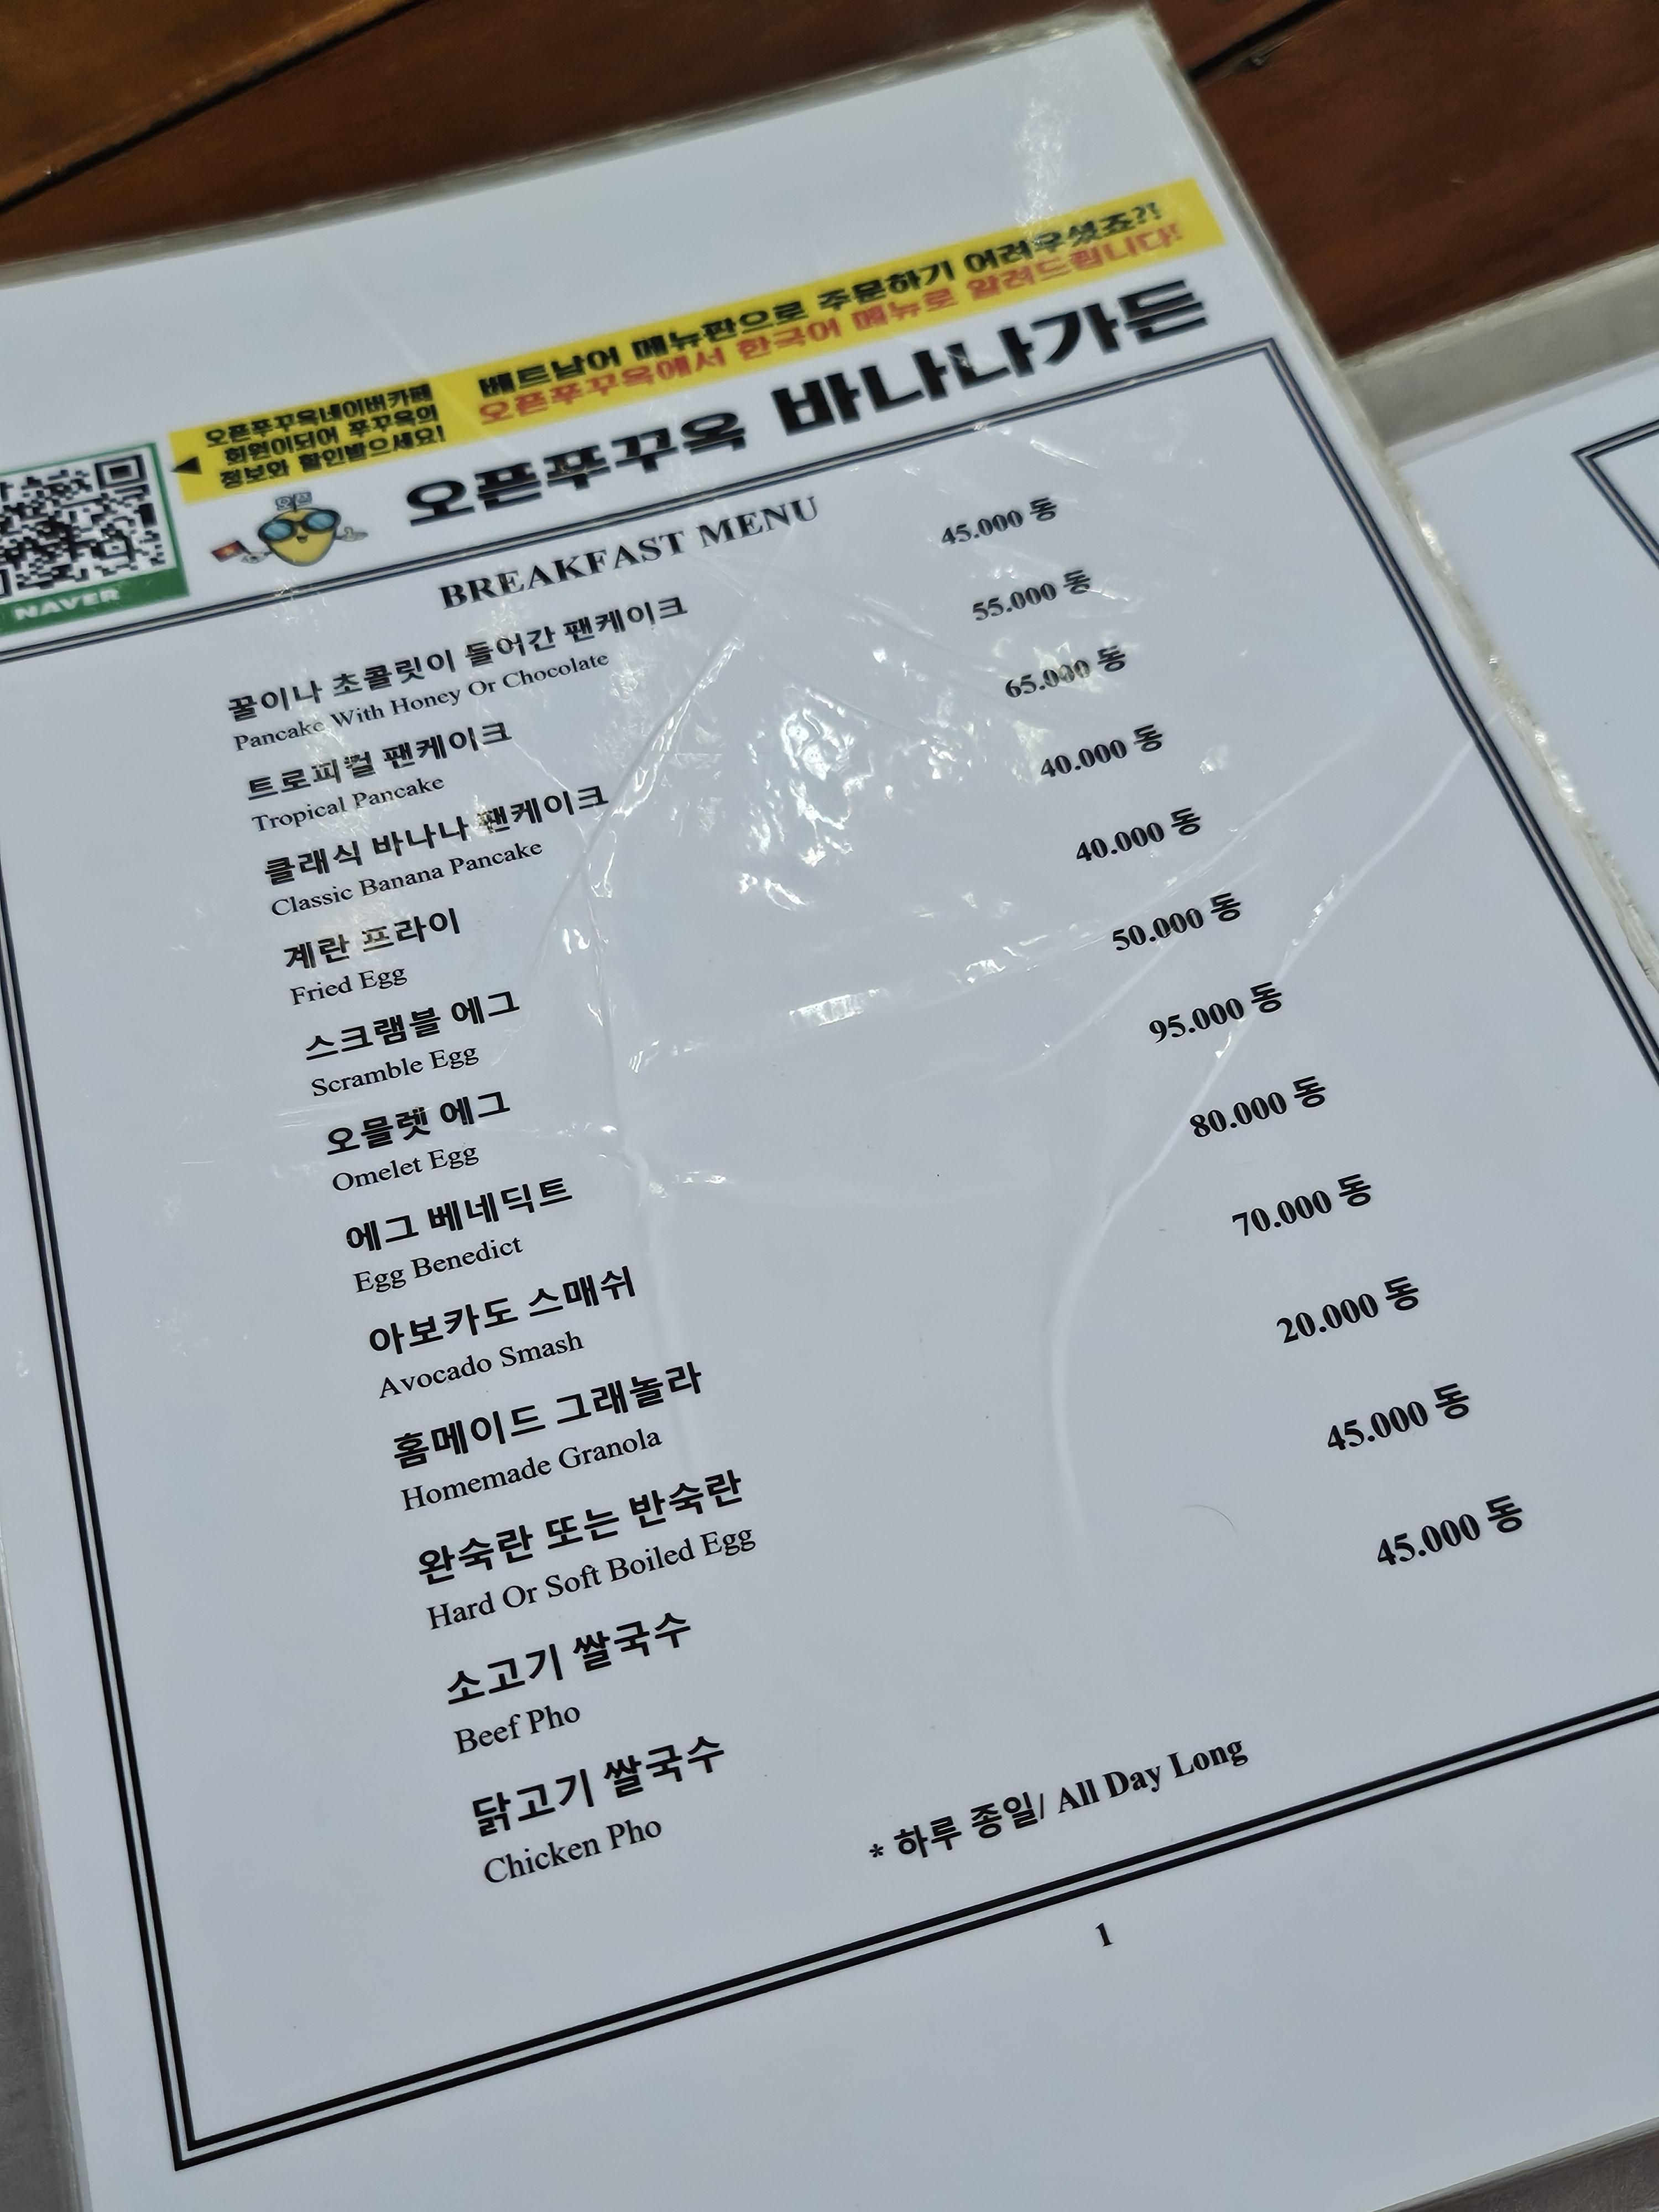 베트남어 메뉴판으로 주문하기 어려우셨죠?!
오픈푸꾸옥에서 한국어 메뉴로 알려드립니다!
오픈푸꾸옥네이버카페
회원이되어 푸꾸옥의
정보와 할인받으세요!
NAVER
오픈
오픈푸꾸옥 바나나가든
BREAKFAST MENU
꿀이나 초콜릿이 들어간 팬케이크 45.000 동
Pancake With Honey Or Chocolate
트로피컬 팬케이크 55.000 동
Tropical Pancake
클래식 바나나 팬케이크 65.000 동
Classic Banana Pancake
계란 프라이 40.000 동
Fried Egg
스크램블 에그 40.000 동
Scramble Egg
오믈렛 에그 50.000 동
Omelet Egg
에그 베네딕트 95.000 동
Egg Benedict
아보카도 스매쉬 80.000 동
Avocado Smash
홈메이드 그래놀라 70.000 동
Homemade Granola
완숙란 또는 반숙란 20.000 동
Hard Or Soft Boiled Egg
소고기 쌀국수 45.000 동
Beef Pho
닭고기 쌀국수 45.000 동
Chicken Pho
* 하루 종일/ All Day Long
1